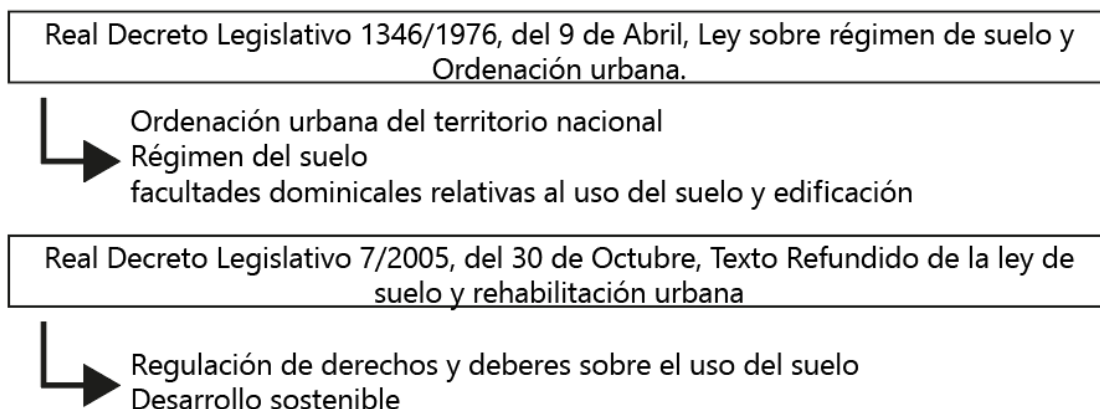 Real Decreto Legislativo 1346/1976, del 9 de Abril, Ley sobre régimen de suelo y
Ordenación urbana.
Ordenación urbana del territorio nacional
Régimen del suelo
facultades dominicales relativas al uso del suelo y edificación
Real Decreto Legislativo 7/2005, del 30 de Octubre, Texto Refundido de la ley de
suelo y rehabilitación urbana
Regulación de derechos y deberes sobre el uso del suelo
Desarrollo sostenible